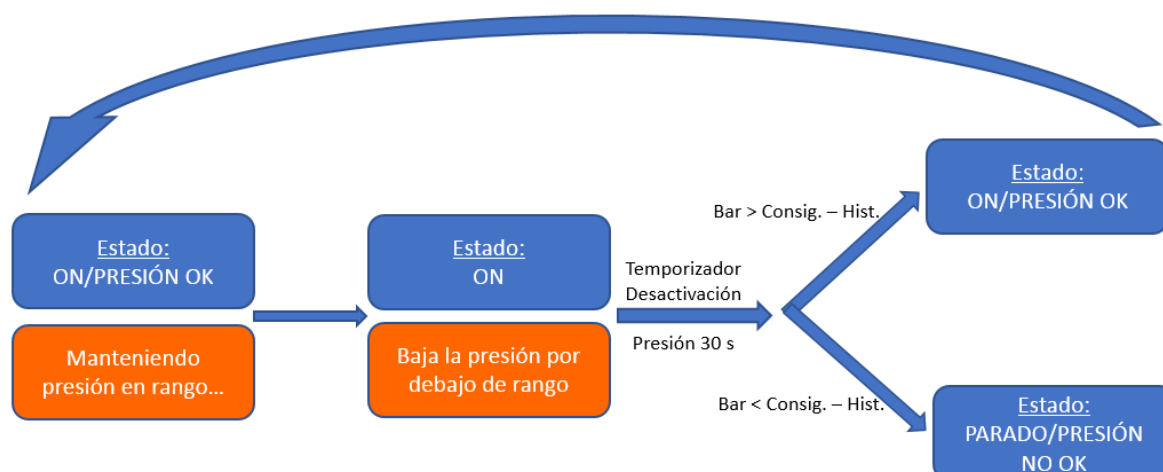 Estado:
ON/PRESIÓN OK
Manteniendo
presión en rango...
Estado:
ON
Baja la presión por
debajo de rango
Temporizador
Desactivación
Presión 30 s
Bar > Consig. – Hist.
Estado:
ON/PRESIÓN OK
Bar < Consig. – Hist.
Estado:
PARADO/PRESIÓN
NO OK